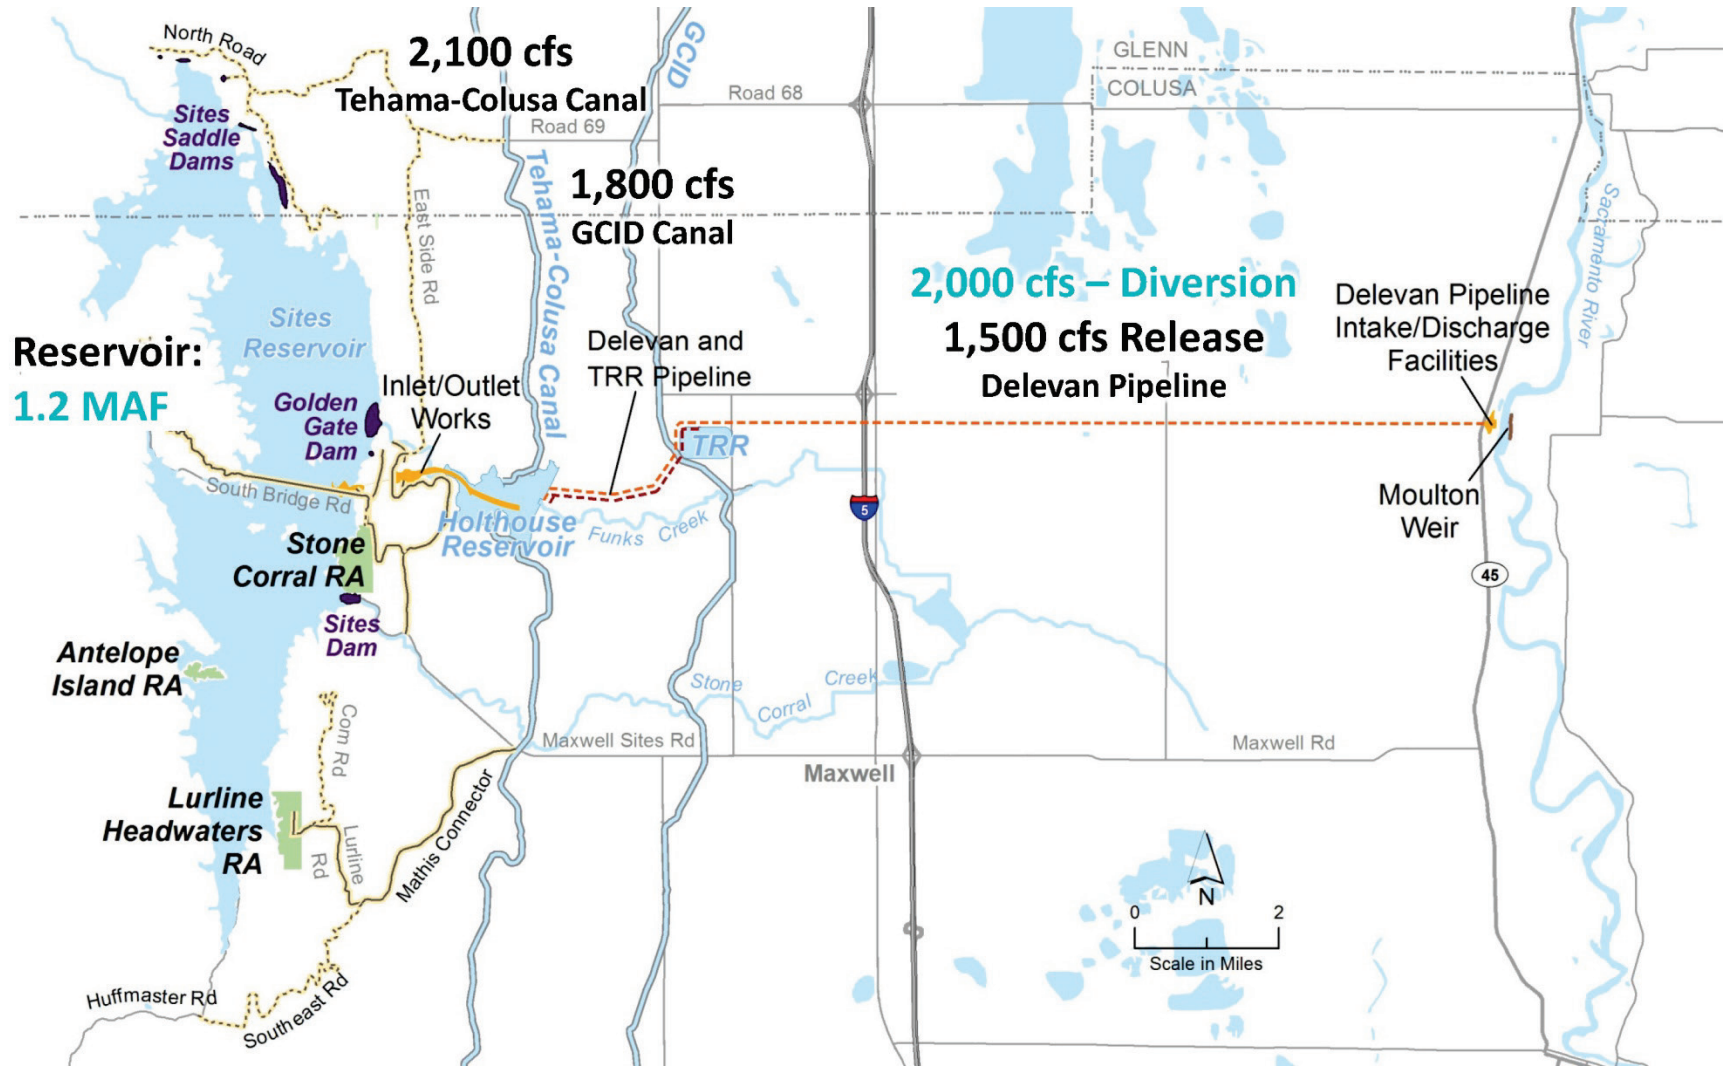 North Road
2,100 cfs
Tehama-Colusa Canal
GCID
GLENN
COLUSA
Road 68
Road 69
Sites
Saddle
Dams
1,800 cfs
GCID Canal
East Side Rd
Tehama-Colusa Canal
Sacramento River
2,000 cfs – Diversion
1,500 cfs Release
Delevan Pipeline
Delevan Pipeline
Intake/Discharge
Facilities
Sites
Reservoir
Reservoir:
1.2 MAF
Delevan and
TRR Pipeline
Inlet/Outlet
Works
Golden
Gate
Dam
TRR
South Bridge Rd
Moulton
Weir
5
Holthouse
Reservoir
Funks Creek
Stone
Corral RA
45
Sites
Dam
Antelope
Island RA
Stone Corral Creek
Com Rd
Maxwell Sites Rd
Maxwell Rd
Maxwell
Lurline
Headwaters
RA
Lurline Rd
Mathis Connector
N
0 2
Scale in Miles
Huffmaster Rd
Southeast Rd